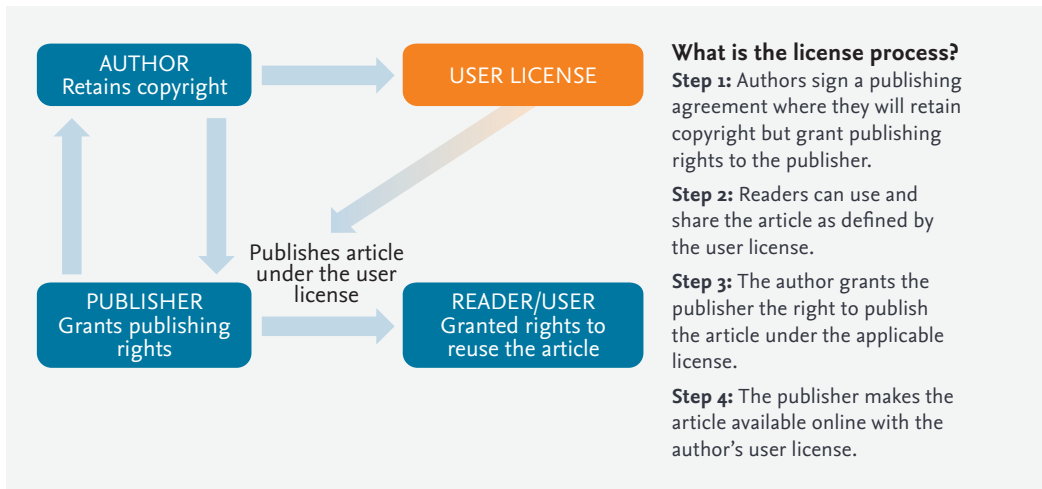 AUTHOR
Retains copyright
USER LICENSE
Publishes article
under the user
license
PUBLISHER
Grants publishing
rights
READER/USER
Granted rights to
reuse the article
What is the license process?
Step 1: Authors sign a publishing
agreement where they will retain
copyright but grant publishing
rights to the publisher.
Step 2: Readers can use and
share the article as defined by
the user license.
Step 3: The author grants the
publisher the right to publish
the article under the applicable
license.
Step 4: The publisher makes the
article available online with the
author's user license.